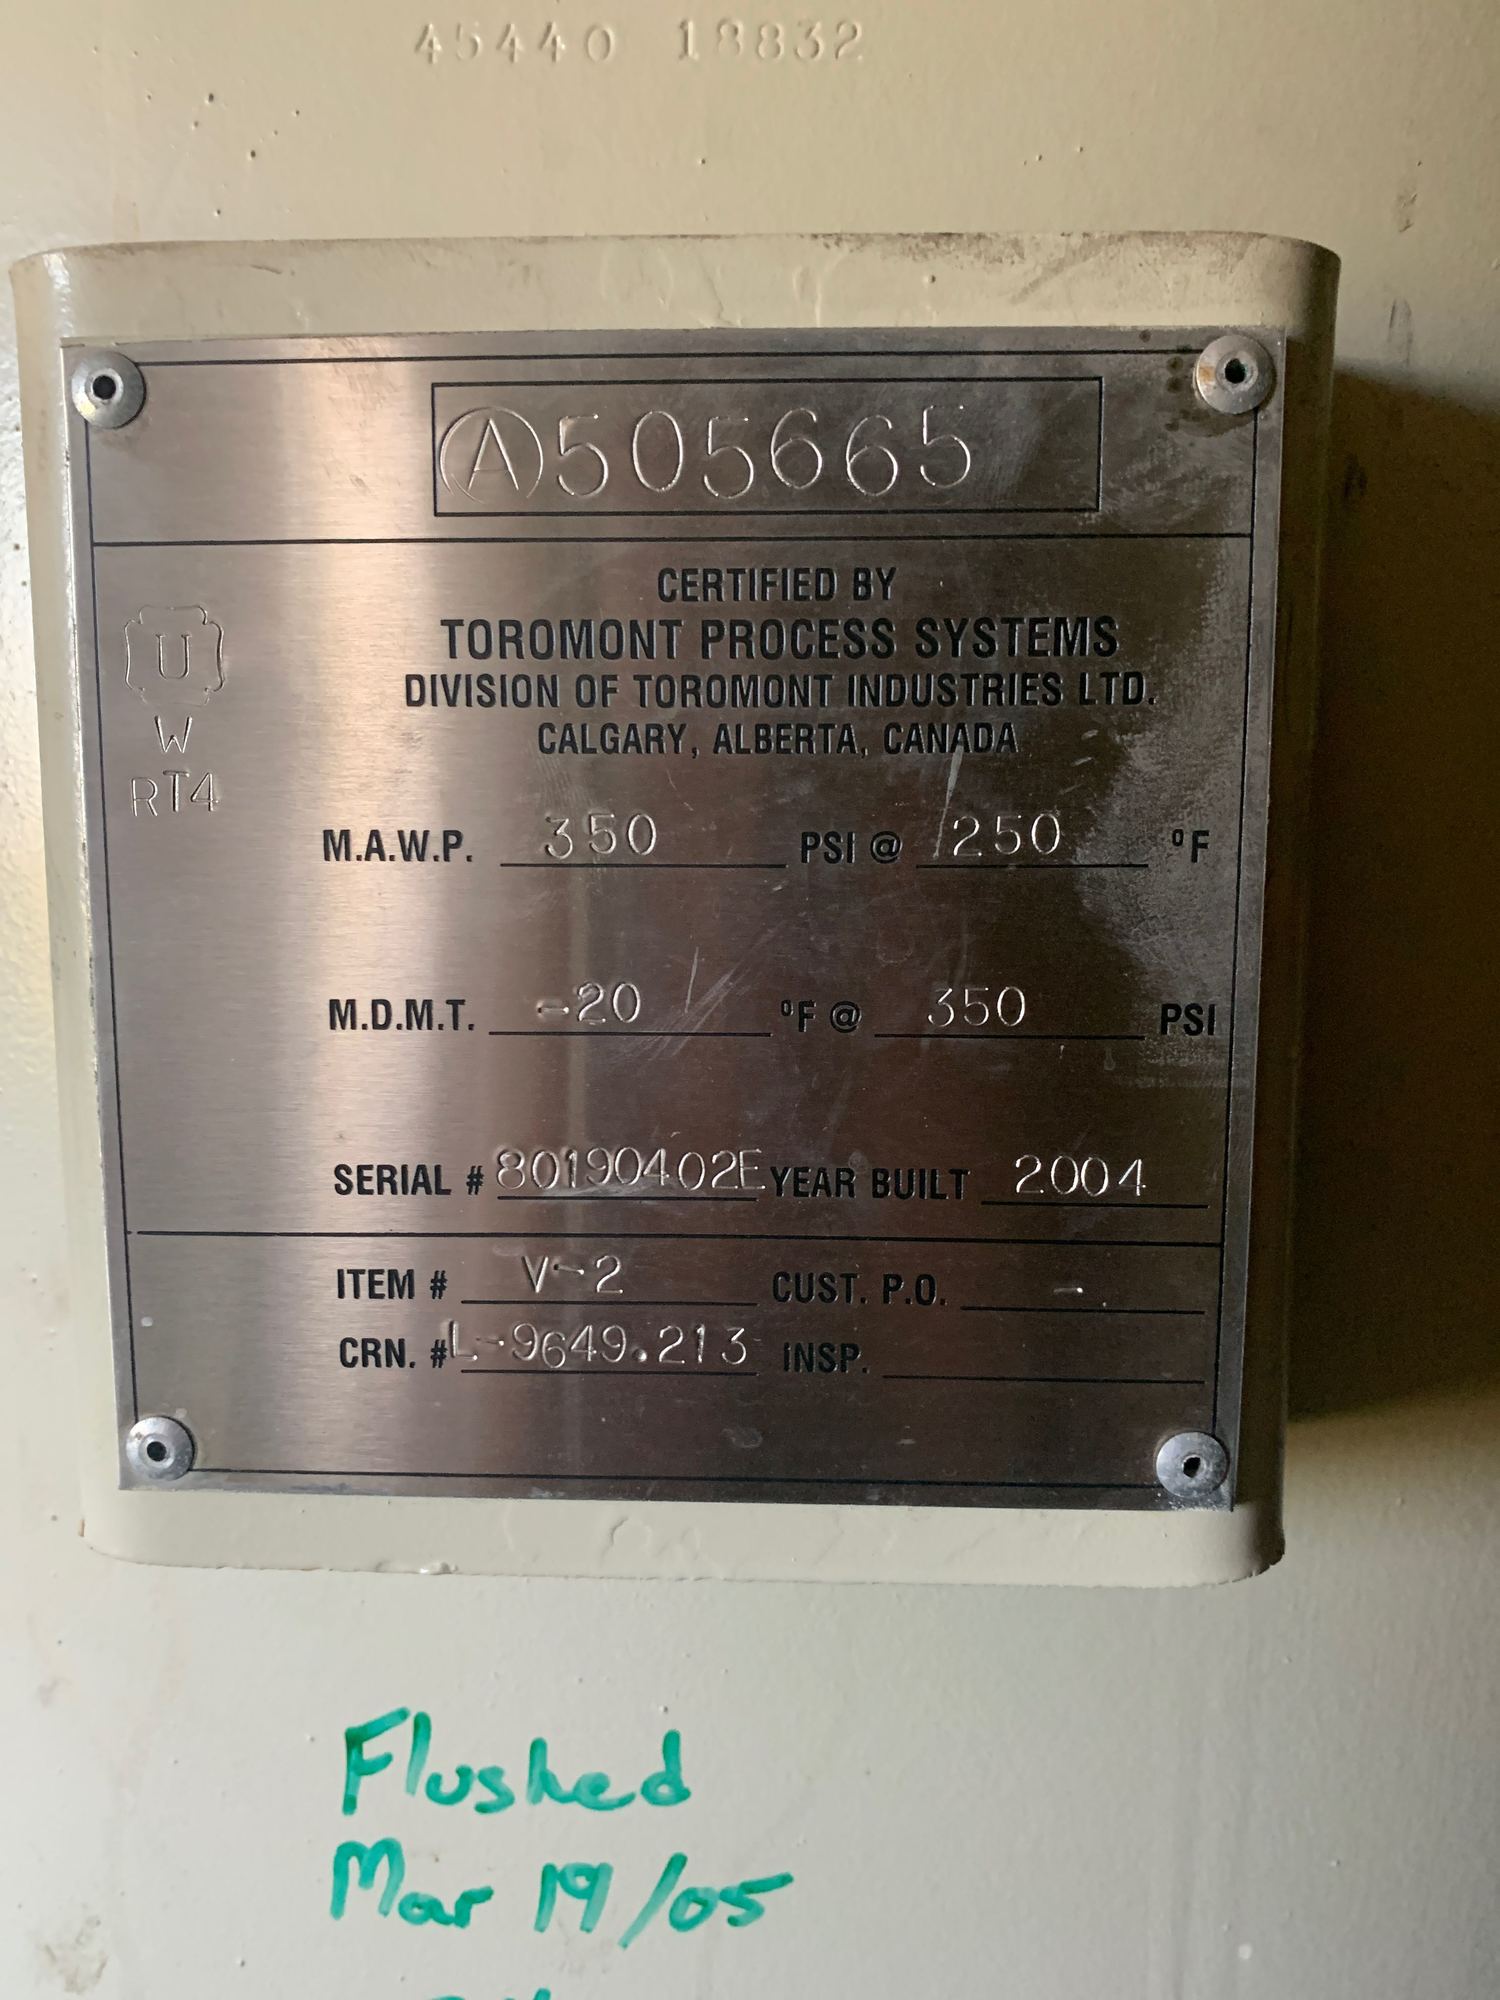 45440 18832
A505665
CERTIFIED BY
TOROMONT PROCESS SYSTEMS
DIVISION OF TOROMONT INDUSTRIES LTD.
CALGARY, ALBERTA, CANADA
U
W
RT4
M.A.W.P. 350 PSI @ 250 °F
M.D.M.T. -20 °F @ 350 PSI
SERIAL # 80190402E YEAR BUILT 2004
ITEM # V-2 CUST. P.O. -
CRN. # L-9649.213 INSP.
Flushed
Mar 19/05